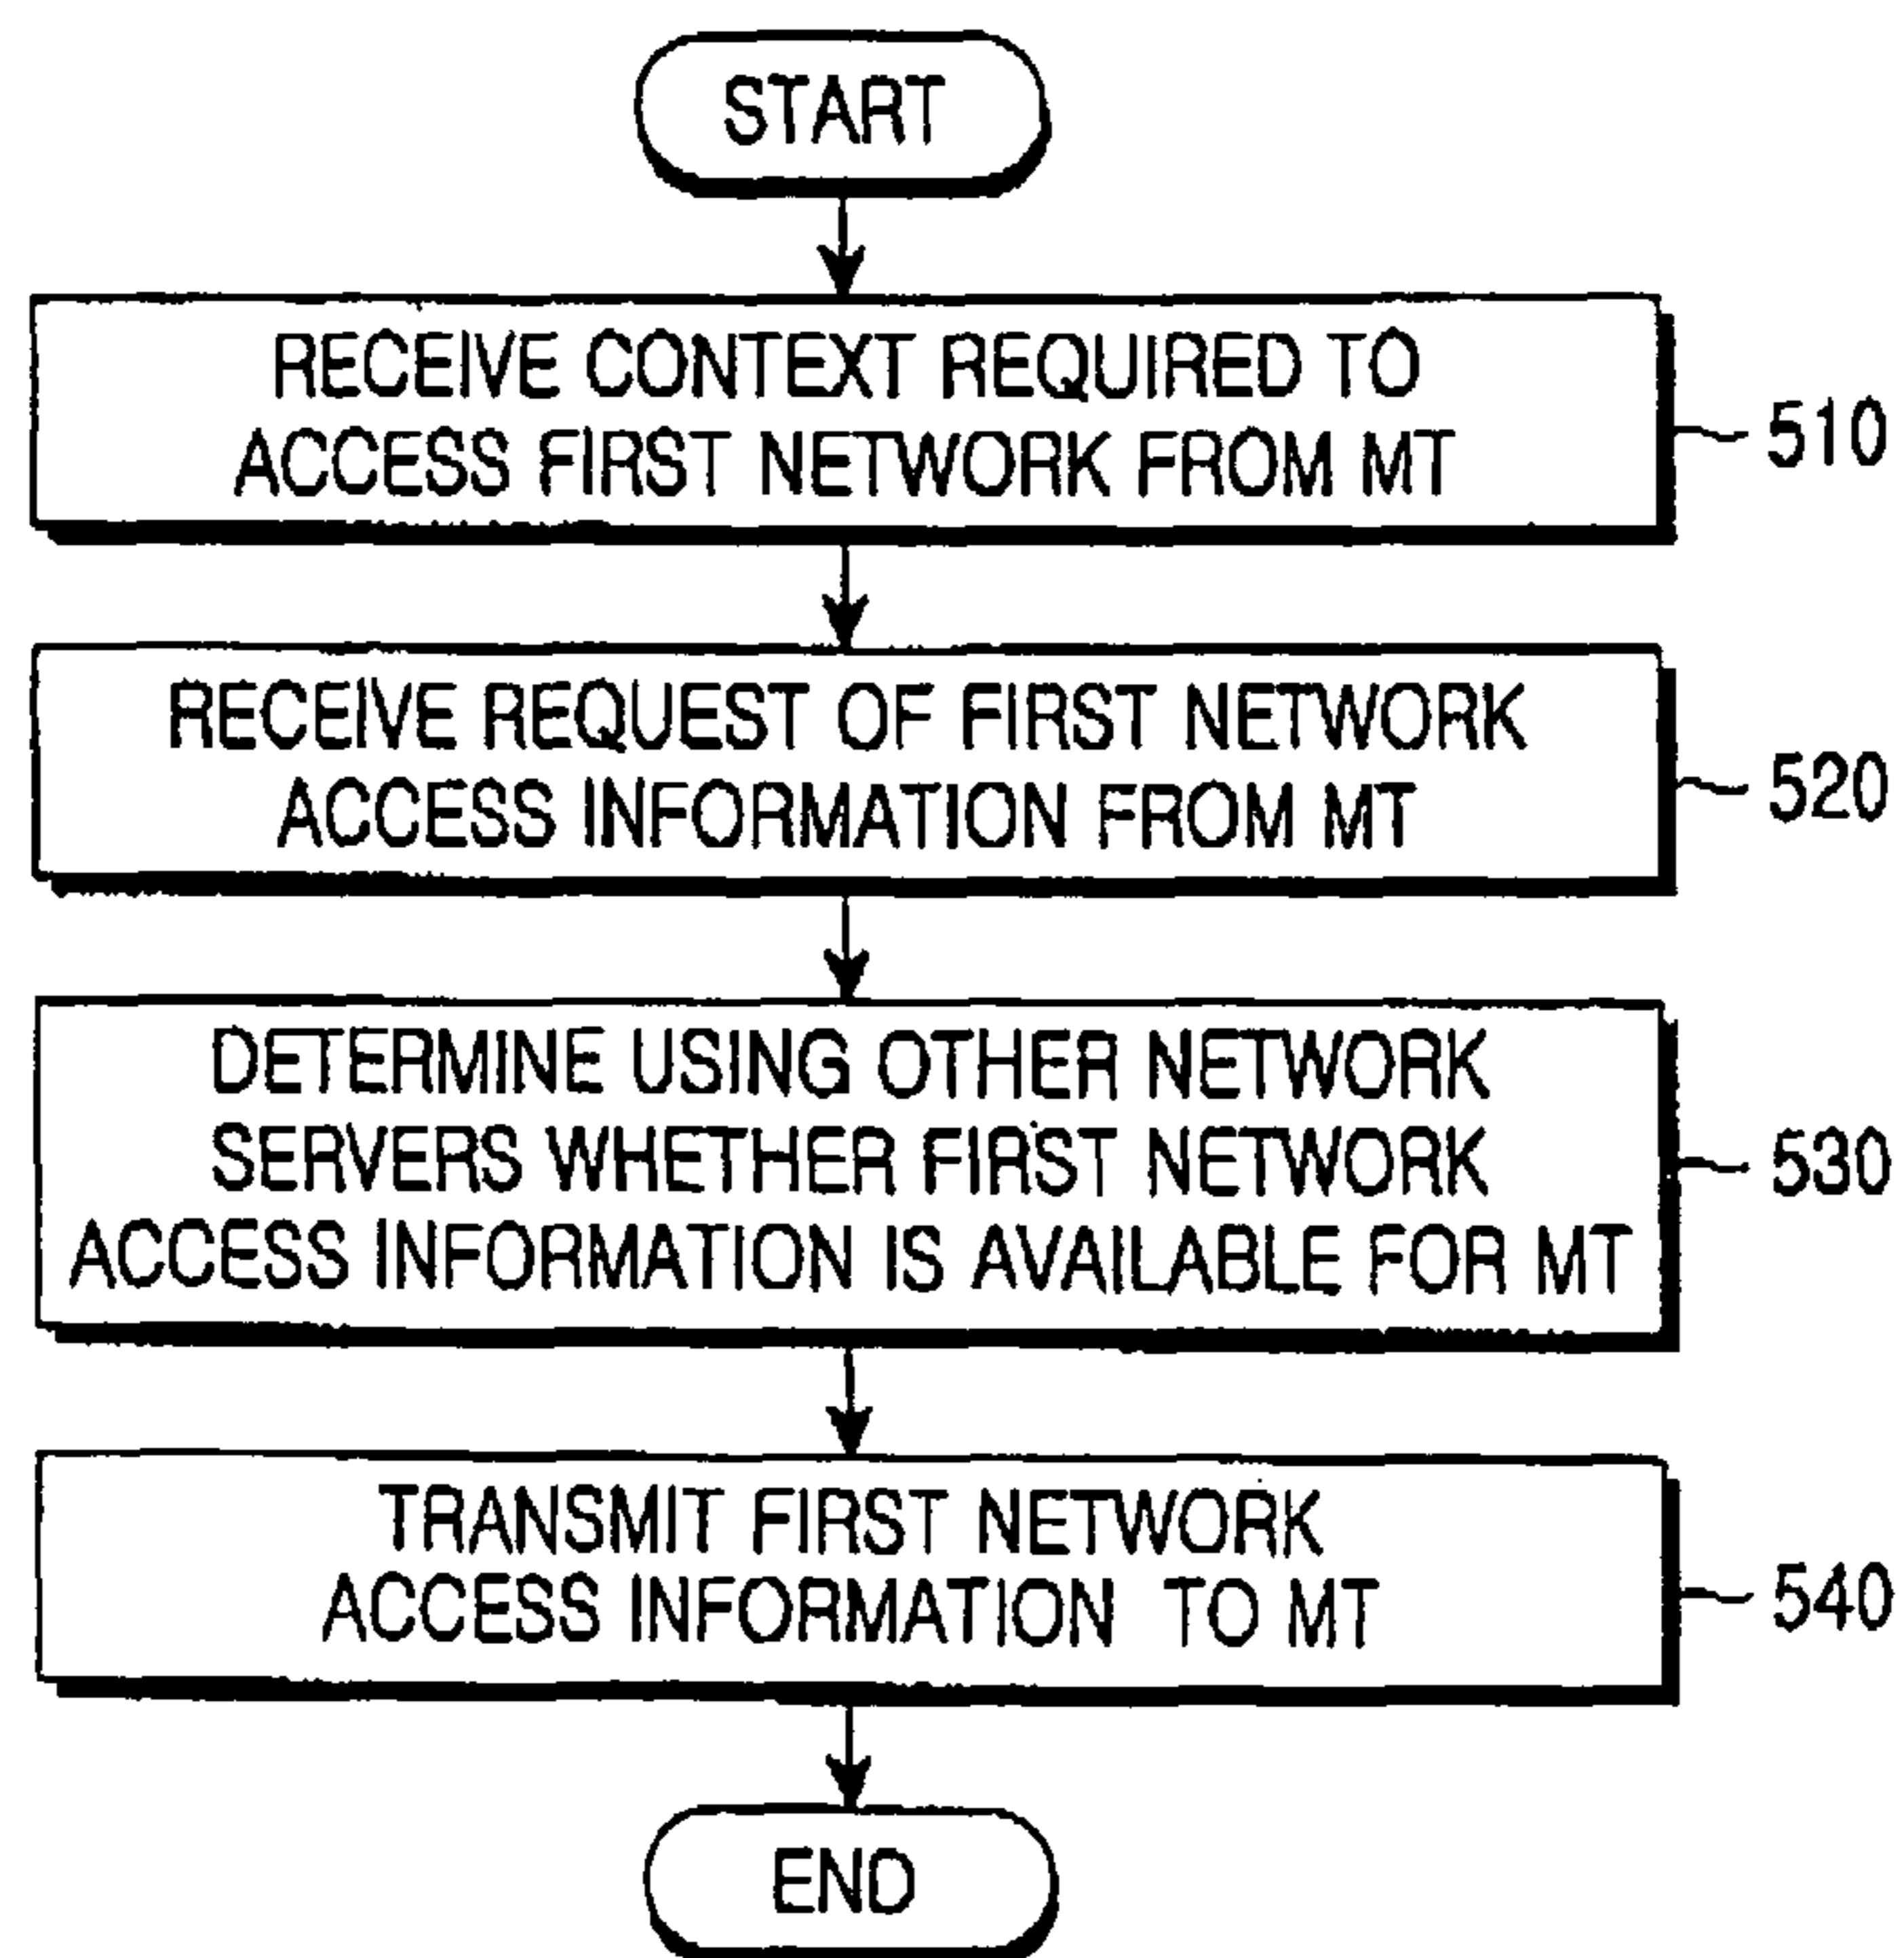 START
RECEIVE CONTEXT REQUIRED TO
ACCESS FIRST NETWORK FROM MT
510
RECEIVE REQUEST OF FIRST NETWORK
ACCESS INFORMATION FROM MT
520
DETERMINE USING OTHER NETWORK
SERVERS WHETHER FIRST NETWORK
ACCESS INFORMATION IS AVAILABLE FOR MT
530
TRANSMIT FIRST NETWORK
ACCESS INFORMATION TO MT
540
END